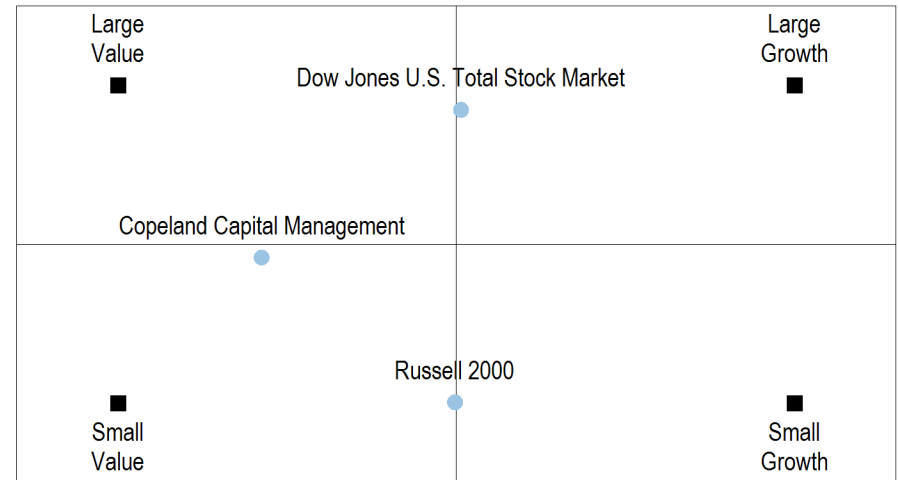 Large
Value
Large
Growth
Dow Jones U.S. Total Stock Market
Copeland Capital Management
Russell 2000
Small
Value
Small
Growth